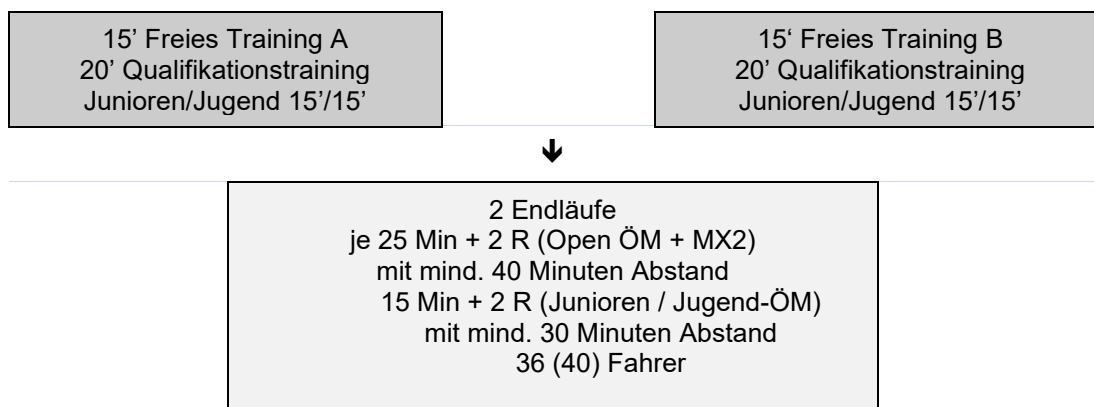 15’ Freies Training A
20’ Qualifikationstraining
Junioren/Jugend 15’/15’
15‘ Freies Training B
20’ Qualifikationstraining
Junioren/Jugend 15’/15’
2 Endläufe
je 25 Min + 2 R (Open ÖM + MX2)
mit mind. 40 Minuten Abstand
15 Min + 2 R (Junioren / Jugend-ÖM)
mit mind. 30 Minuten Abstand
36 (40) Fahrer